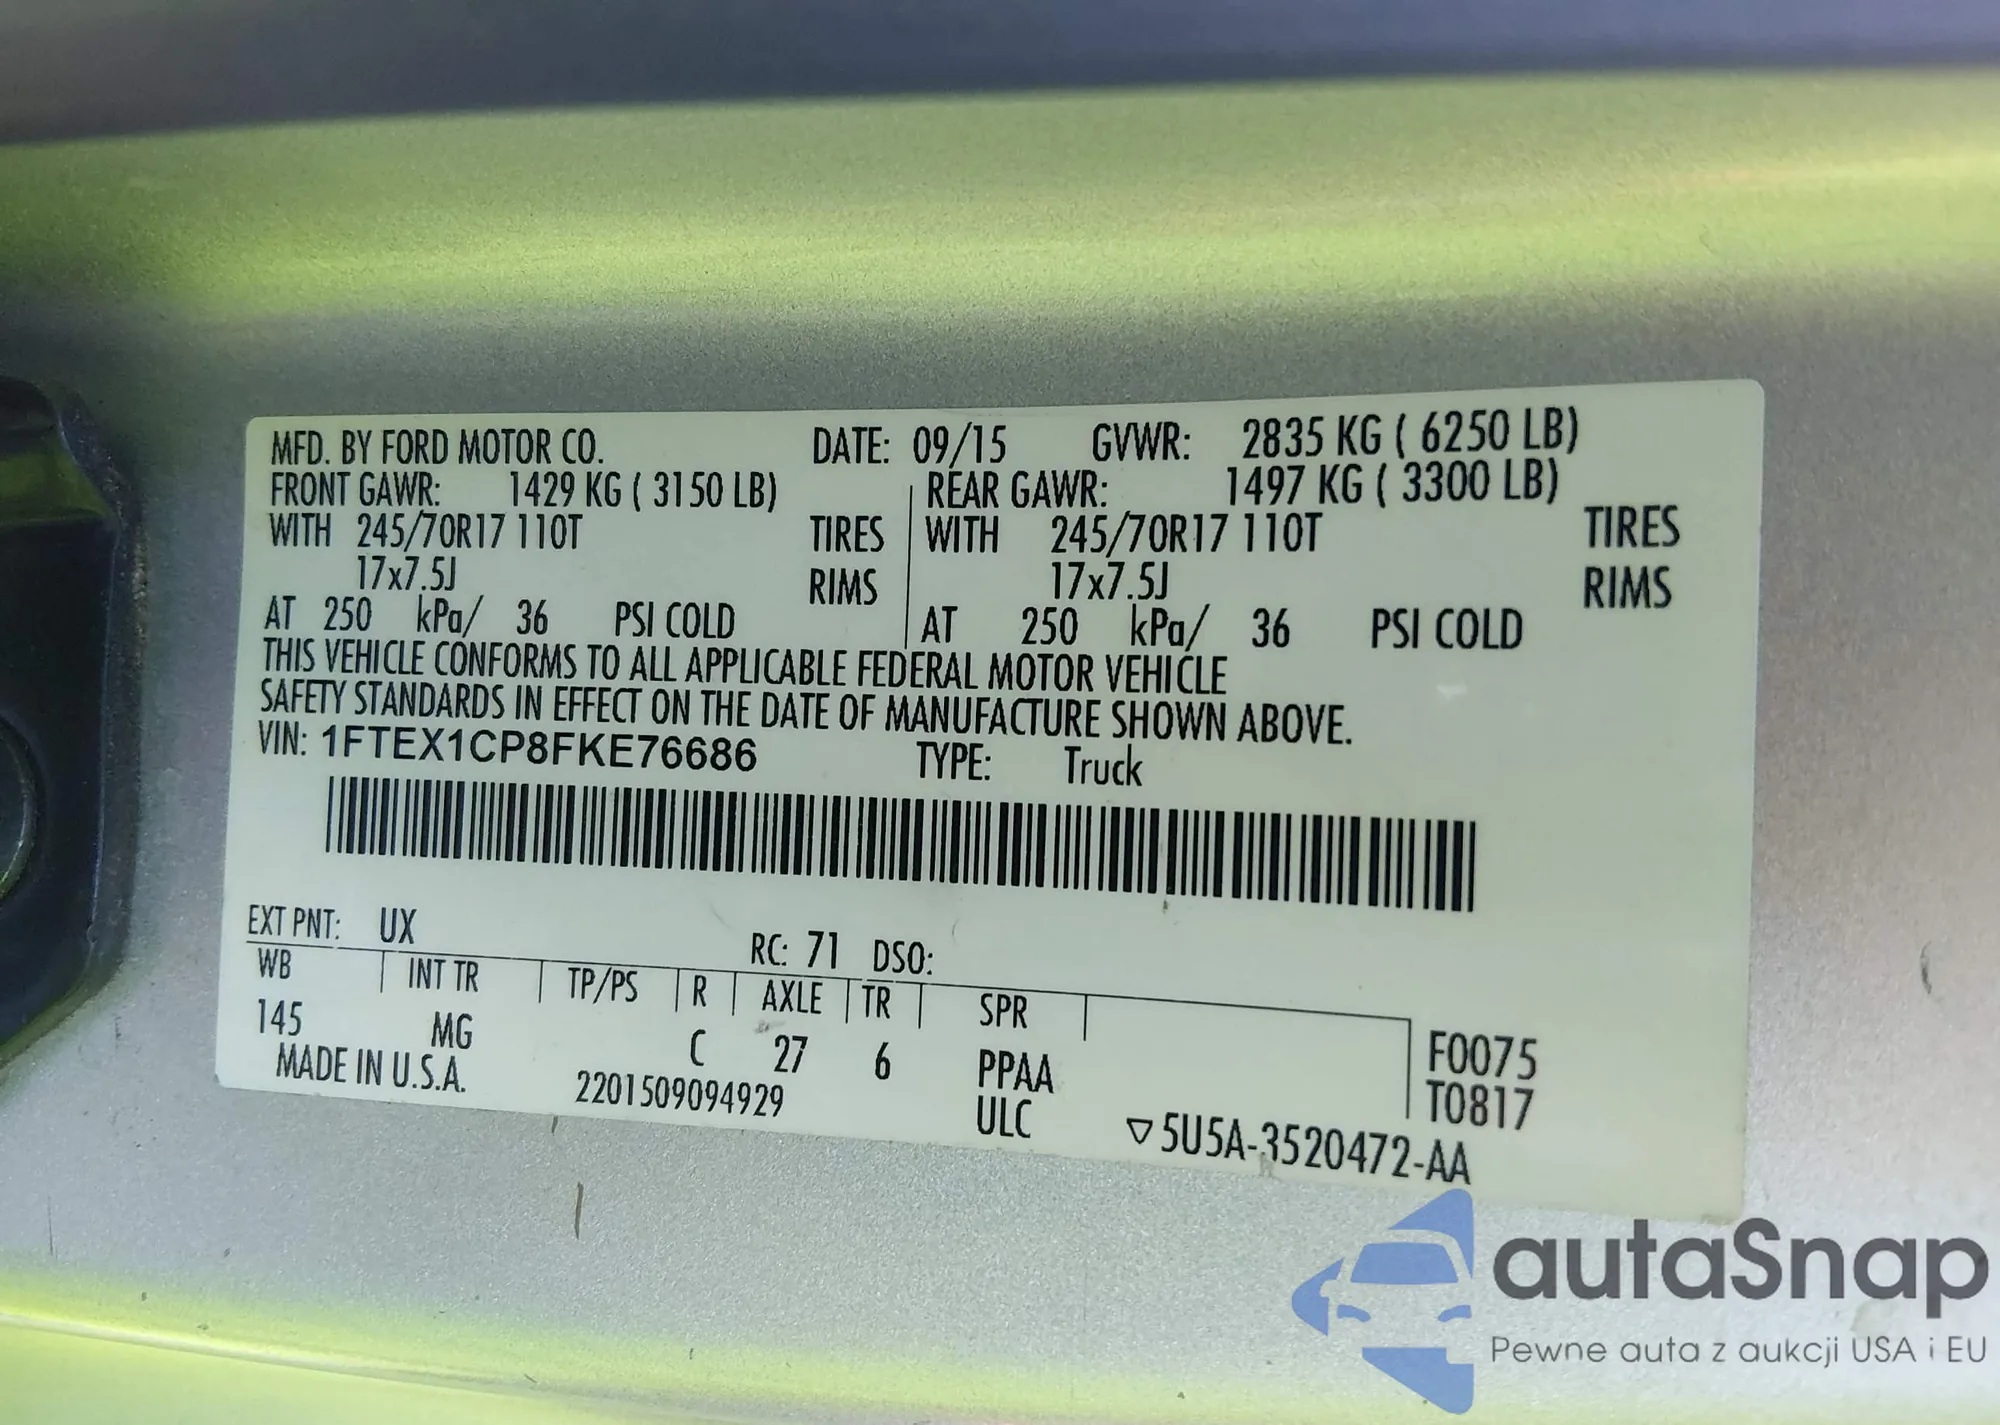 MFD. BY FORD MOTOR CO. DATE: 09/15 GVWR: 2835 KG ( 6250 LB)
FRONT GAWR: 1429 KG ( 3150 LB) REAR GAWR: 1497 KG ( 3300 LB)
WITH 245/70R17 110T TIRES WITH 245/70R17 110T TIRES
17x7.5J RIMS 17x7.5J RIMS
AT 250 kPa/ 36 PSI COLD AT 250 kPa/ 36 PSI COLD
THIS VEHICLE CONFORMS TO ALL APPLICABLE FEDERAL MOTOR VEHICLE
SAFETY STANDARDS IN EFFECT ON THE DATE OF MANUFACTURE SHOWN ABOVE.
VIN: 1FTEX1CP8FKE76686 TYPE: Truck
EXT PNT: UX RC: 71 DSO:
WB INT TR TP/PS R AXLE TR SPR
145 MG C 27 6 PPAA F0075
MADE IN U.S.A. 2201509094929 ULC T0817
▽5U5A-3520472-AA
autaSnap
Pewne auta z aukcji USA i EU